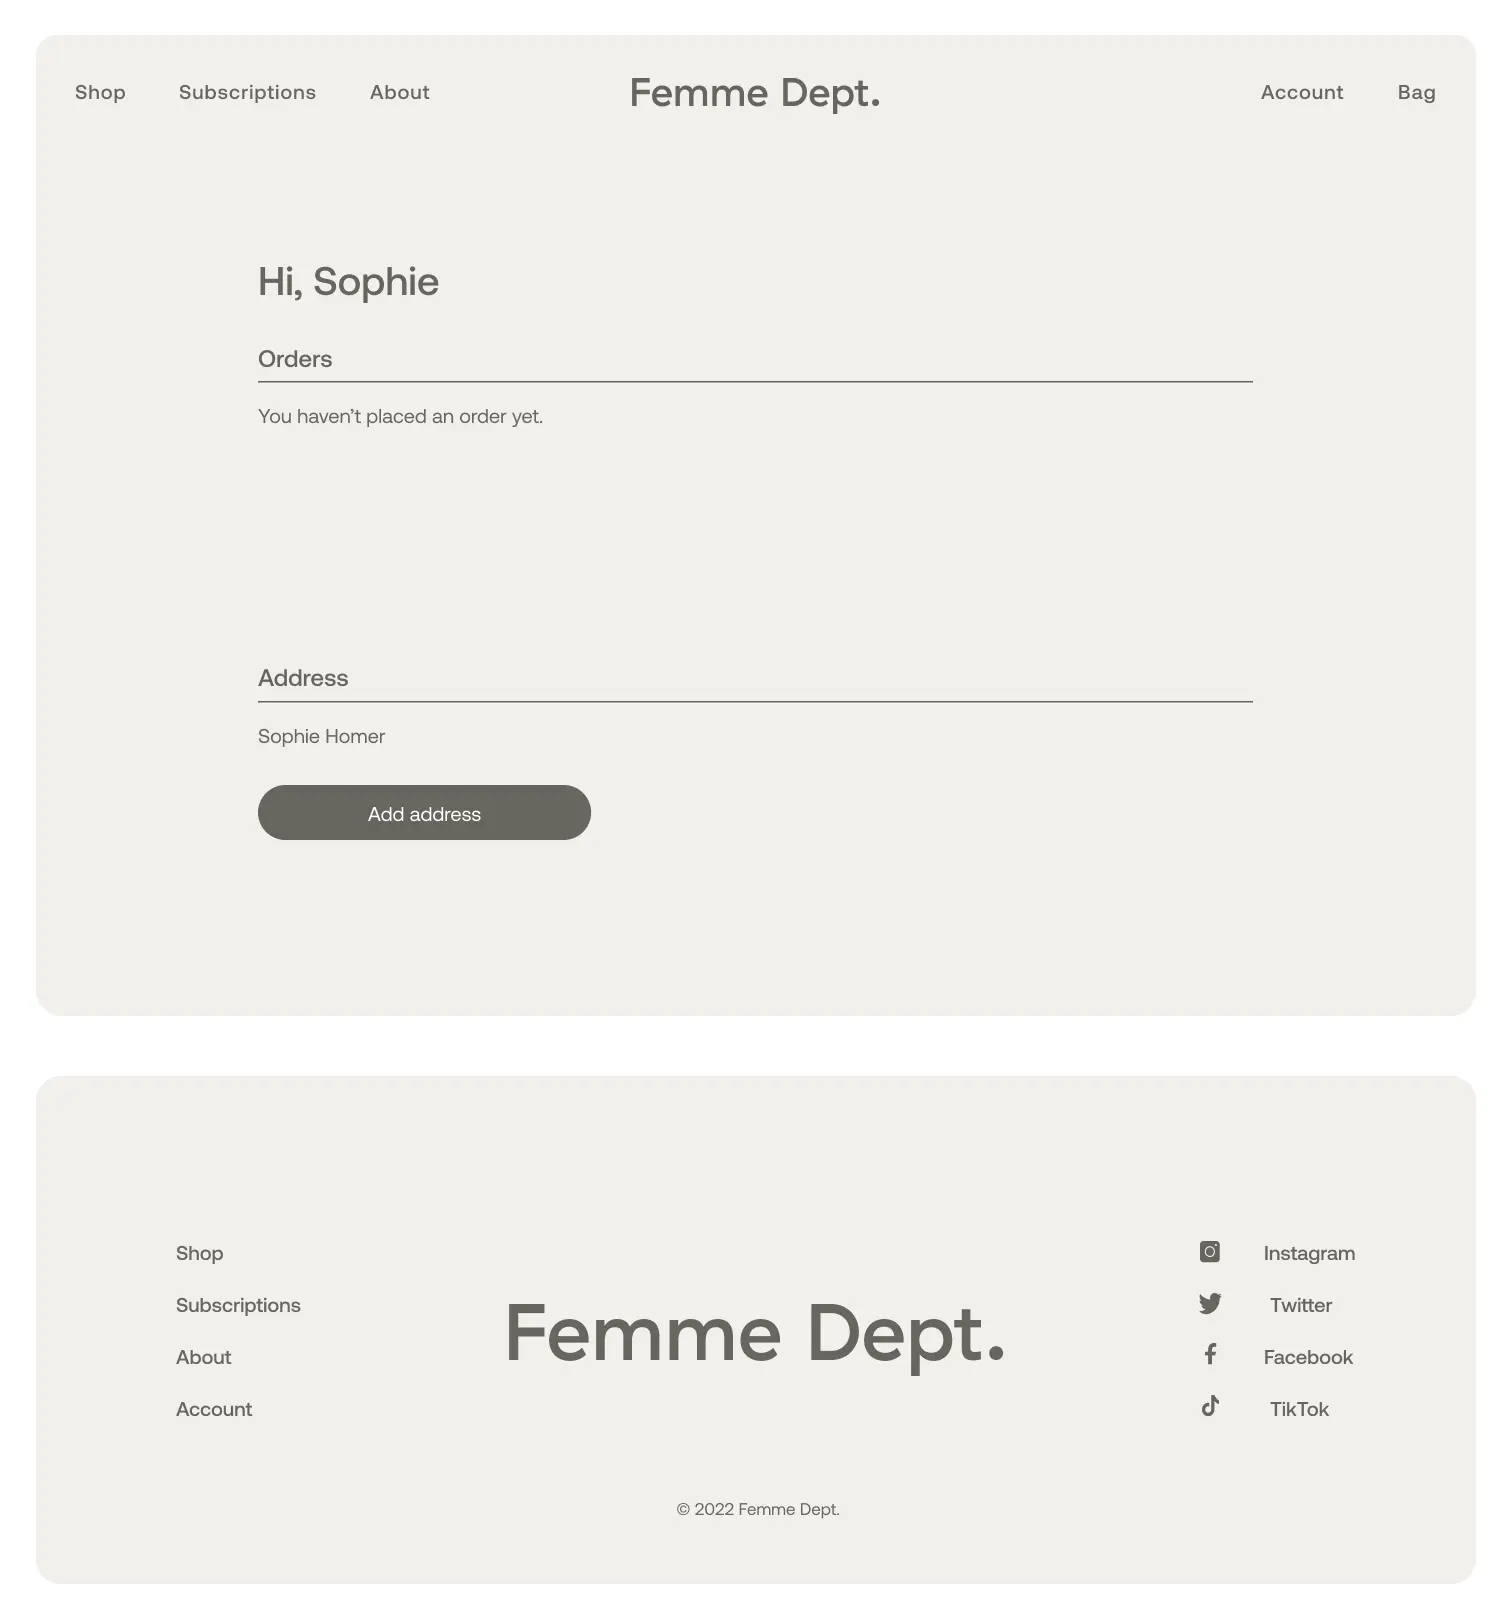 Shop Subscriptions About Femme Dept. Account Bag
Hi, Sophie
Orders
You haven’t placed an order yet.
Address
Sophie Homer
Add address
Shop
Subscriptions
About
Account
Femme Dept.
Instagram
Twitter
Facebook
TikTok
© 2022 Femme Dept.